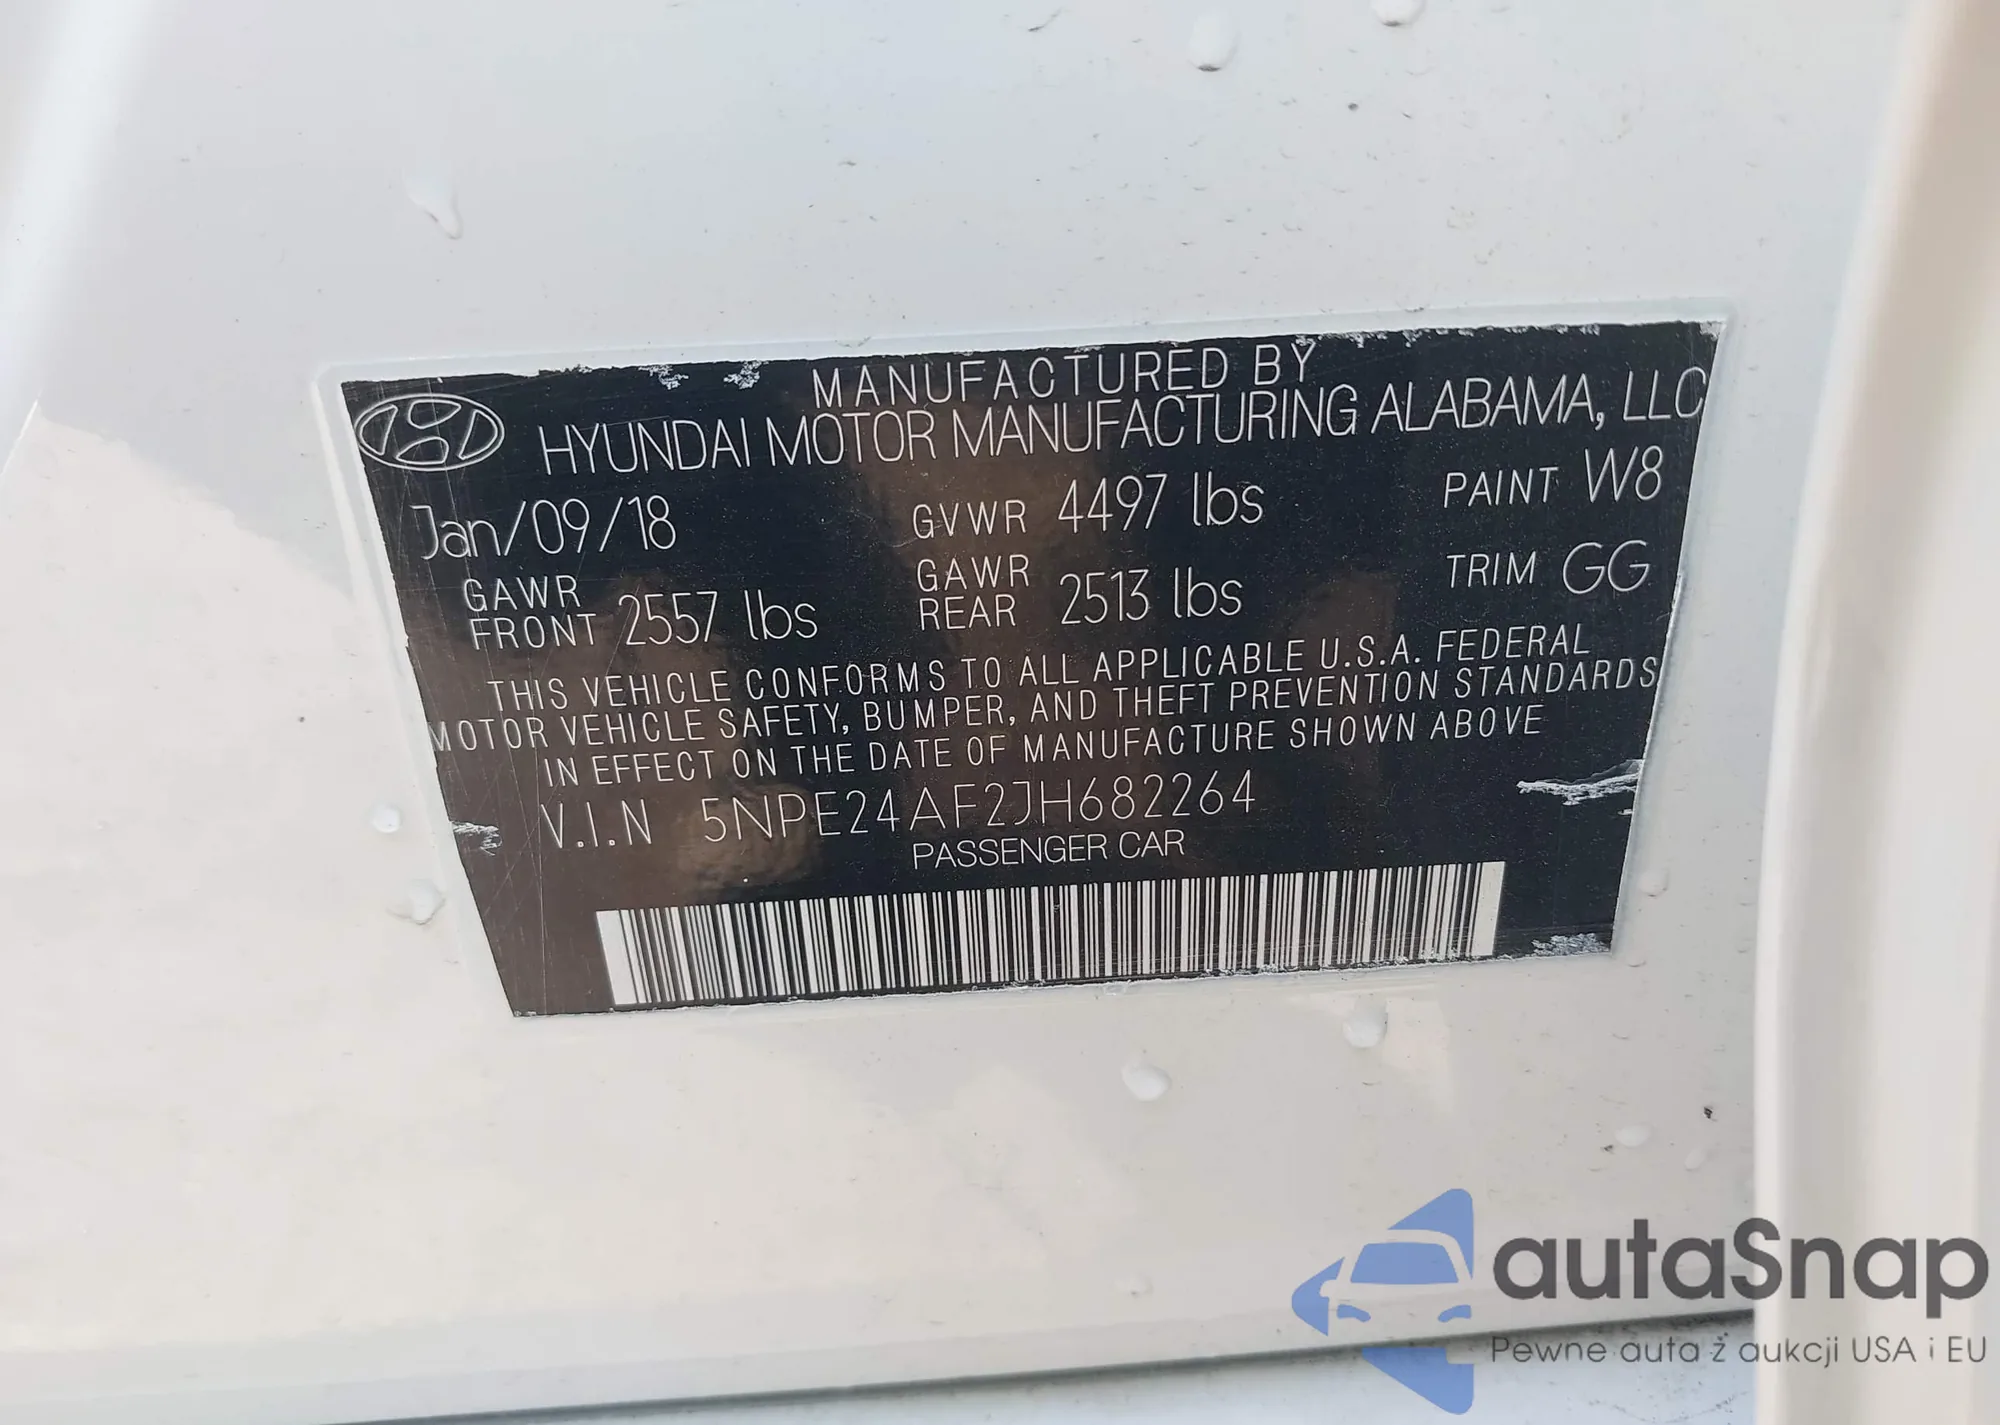 MANUFACTURED BY
HYUNDAI MOTOR MANUFACTURING ALABAMA, LLC
Jan/09/18 GVWR 4497 lbs PAINT W8
GAWR FRONT 2557 lbs GAWR REAR 2513 lbs TRIM GG
THIS VEHICLE CONFORMS TO ALL APPLICABLE U.S.A. FEDERAL
MOTOR VEHICLE SAFETY, BUMPER, AND THEFT PREVENTION STANDARDS
IN EFFECT ON THE DATE OF MANUFACTURE SHOWN ABOVE
V.I.N 5NPE24AF2JH682264
PASSENGER CAR
autaSnap
Pewne auta z aukcji USA i EU